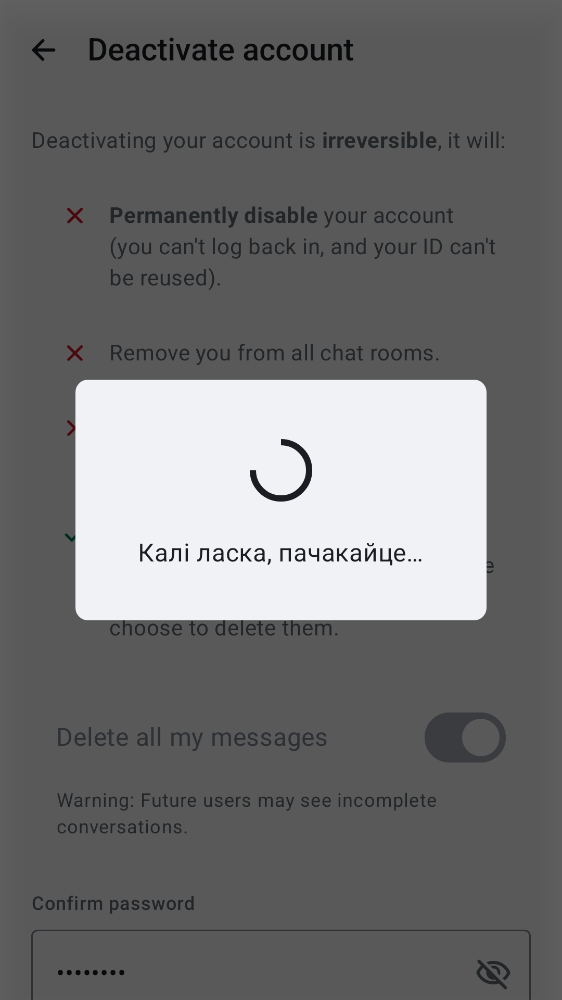 Deactivate account
Deactivating your account is irreversible, it will:
Permanently disable your account
(you can't log back in, and your ID can't
be reused).
Remove you from all chat rooms.
Калі ласка, пачакайце...
choose to delete them.
Delete all my messages
Warning: Future users may see incomplete
conversations.
Confirm password
••••••••